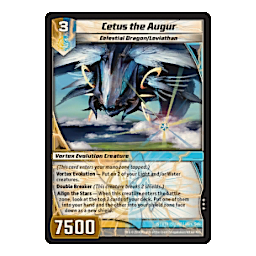 3
Cetus the Augur
Celestial Dragon/Leviathan
Vortex Evolution Creature
(This card enters your mana zone tapped.)
Vortex Evolution – Put on 2 of your Light and/or Water
creatures.
Double Breaker (This creature breaks 2 shields.)
Align the Stars – When this creature enters the battle
zone, look at the top 3 cards of your deck. Put one of them
into your hand and the other into your shield zone face
down as a new shield.
7500